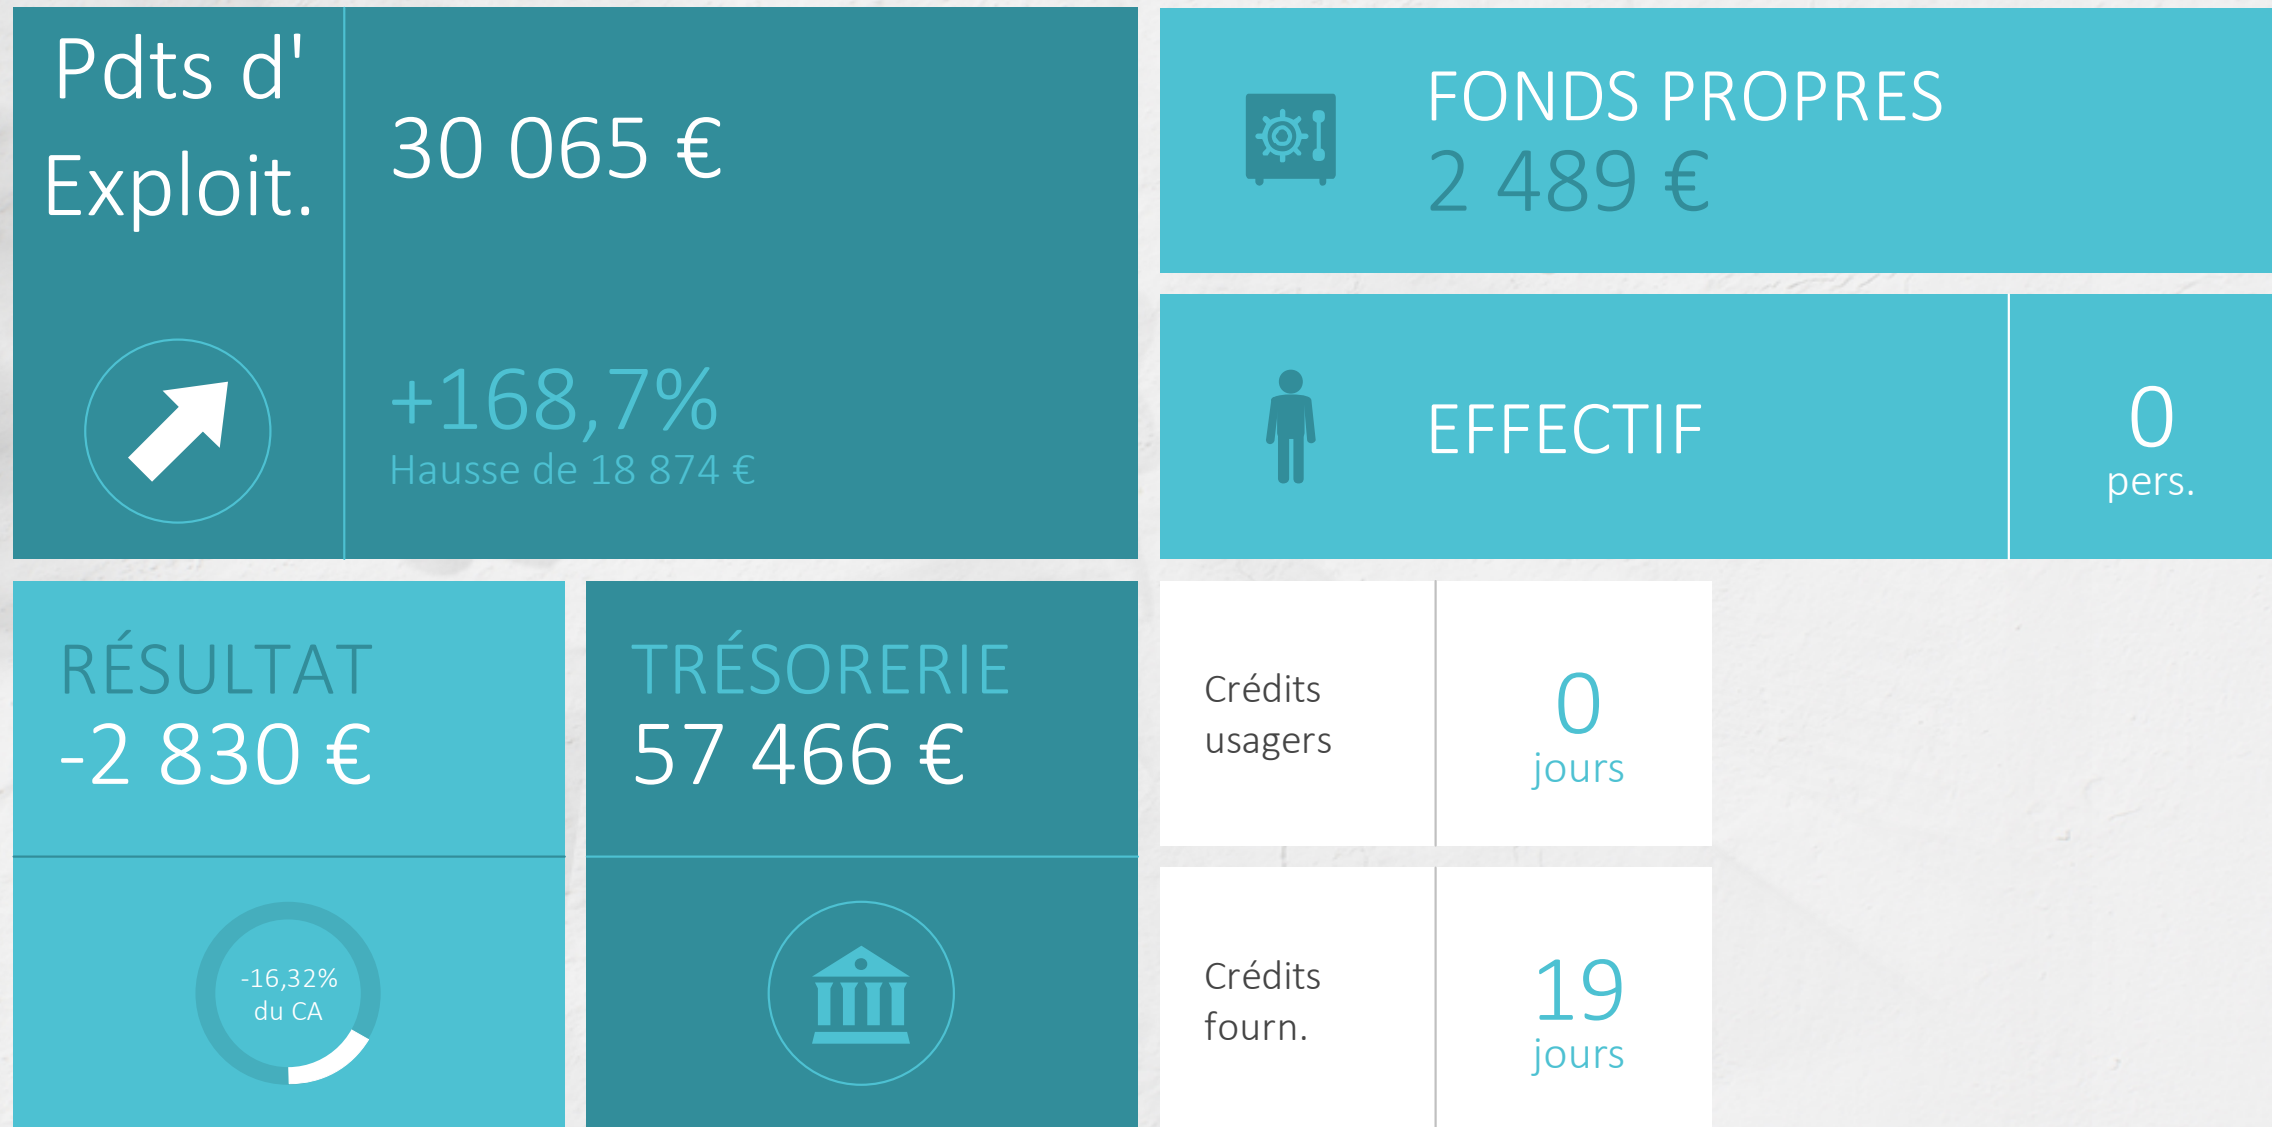 Pdts d'
Exploit.
30 065 €
+168,7%
Hausse de 18 874 €
FONDS PROPRES
2 489 €
EFFECTIF
0
pers.
RÉSULTAT
-2 830 €
-16,32%
du CA
TRÉSORERIE
57 466 €
Crédits
usagers
0
jours
Crédits
fourn.
19
jours